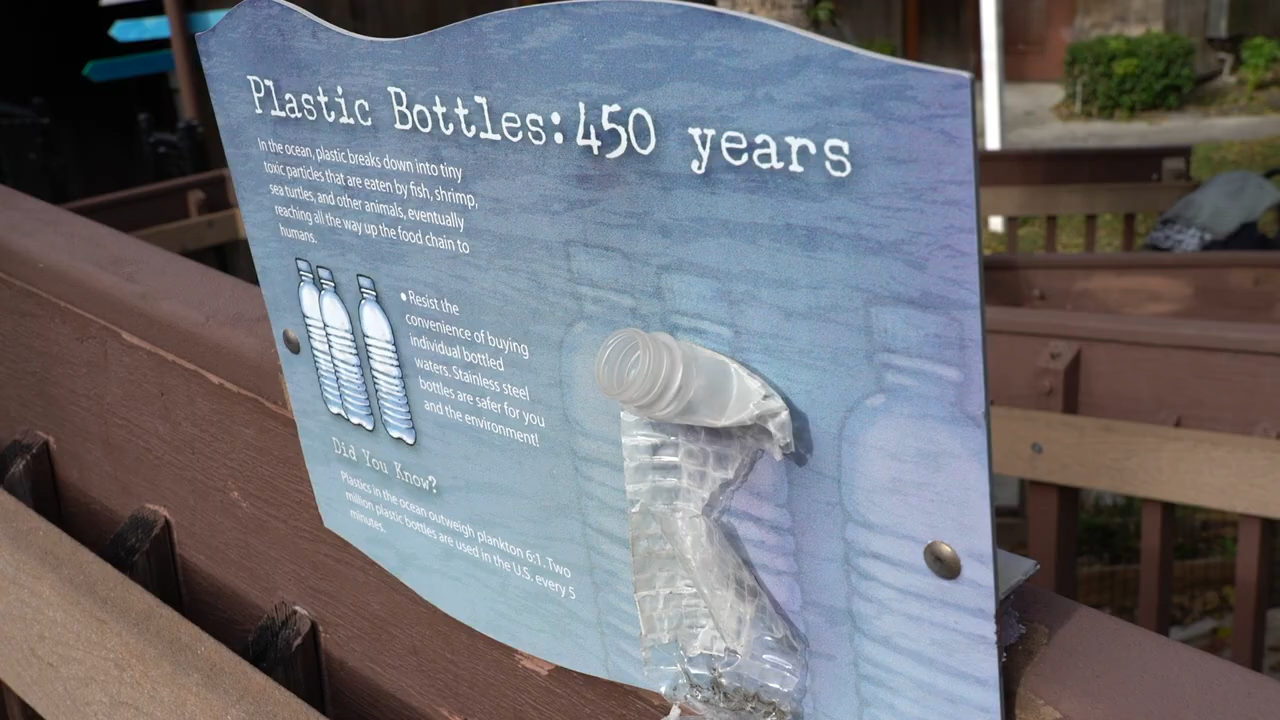 Plastic Bottles: 450 years
In the ocean, plastic breaks down into tiny
toxic particles that are eaten by fish, shrimp,
sea turtles, and other animals, eventually
reaching all the way up the food chain to
humans.
• Resist the
convenience of buying
individual bottled
waters. Stainless steel
bottles are safer for you
and the environment!
Did You Know?
Plastics in the ocean outweigh plankton 6:1. Two
million plastic bottles are used in the U.S. every 5
minutes.